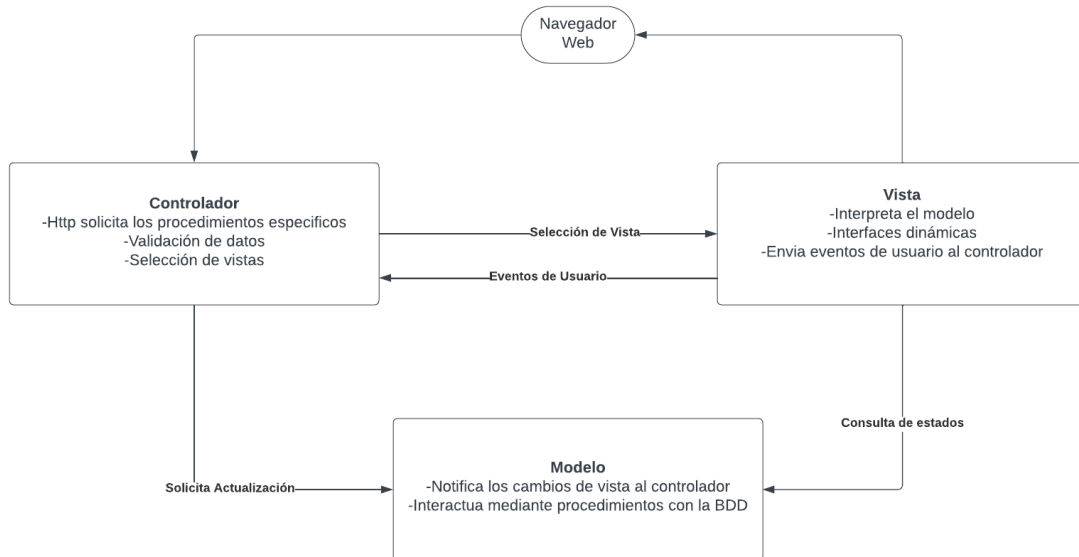 Navegador
Web
Controlador
-Http solicita los procedimientos especificos
-Validación de datos
-Selección de vistas
Vista
-Interpreta el modelo
-Interfaces dinámicas
-Envia eventos de usuario al controlador
Selección de Vista
Eventos de Usuario
Consulta de estados
Modelo
-Notifica los cambios de vista al controlador
-Interactua mediante procedimientos con la BDD
Solicita Actualización